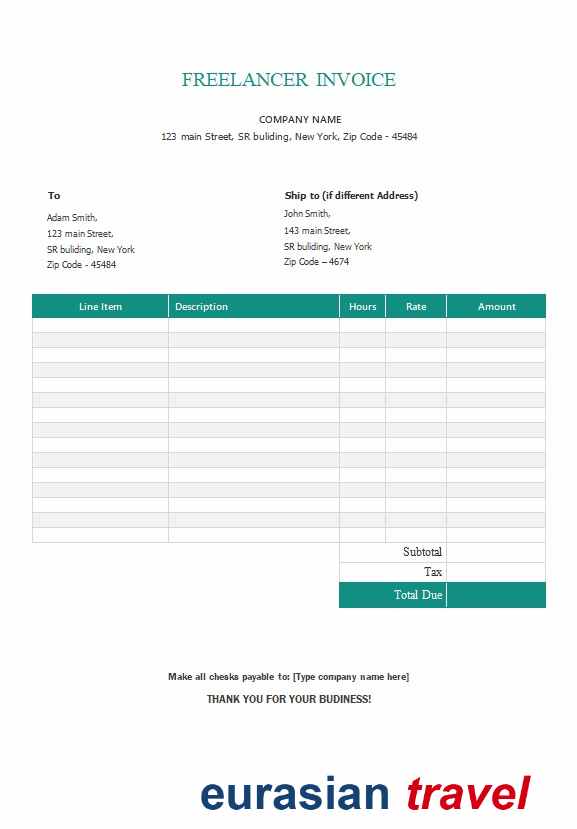 FREELANCER INVOICE
COMPANY NAME
123 main Street, SR buliding, New York, Zip Code - 45484
To
Adam Smith,
123 main Street,
SR buliding, New York
Zip Code - 45484
Ship to (if different Address)
John Smith,
143 main Street,
SR buliding, New York
Zip Code – 4674
Line Item Description Hours Rate Amount
Subtotal
Tax
Total Due
Make all chesks payable to: [Type company name here]
THANK YOU FOR YOUR BUDINESS!
eurasian travel